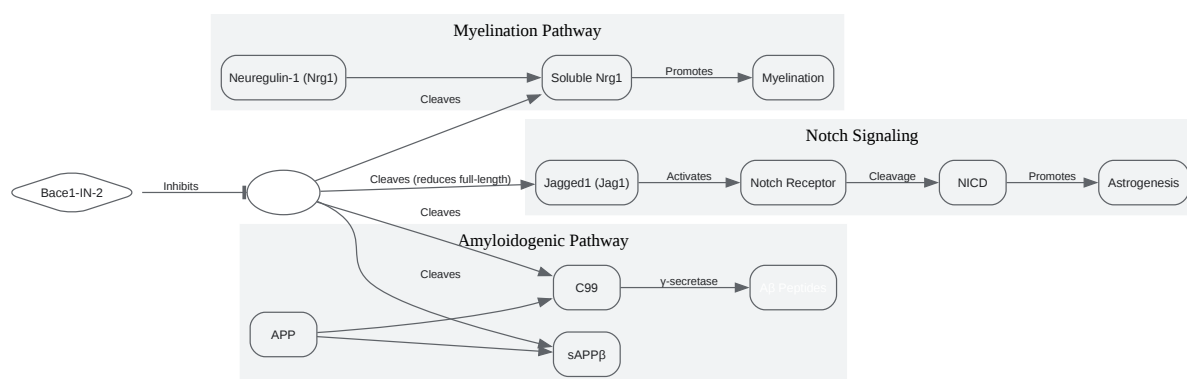 Myelination Pathway
Neuregulin-1 (Nrg1)
Soluble Nrg1
Promotes
Myelination
Cleaves
Notch Signaling
Bace1-IN-2
Inhibits
Cleaves (reduces full-length)
Jagged1 (Jag1)
Activates
Notch Receptor
Cleavage
NICD
Promotes
Astrogenesis
Cleaves
Amyloidogenic Pathway
Cleaves
C99
γ-secretase
Aβ Peptides
APP
sAPPβ